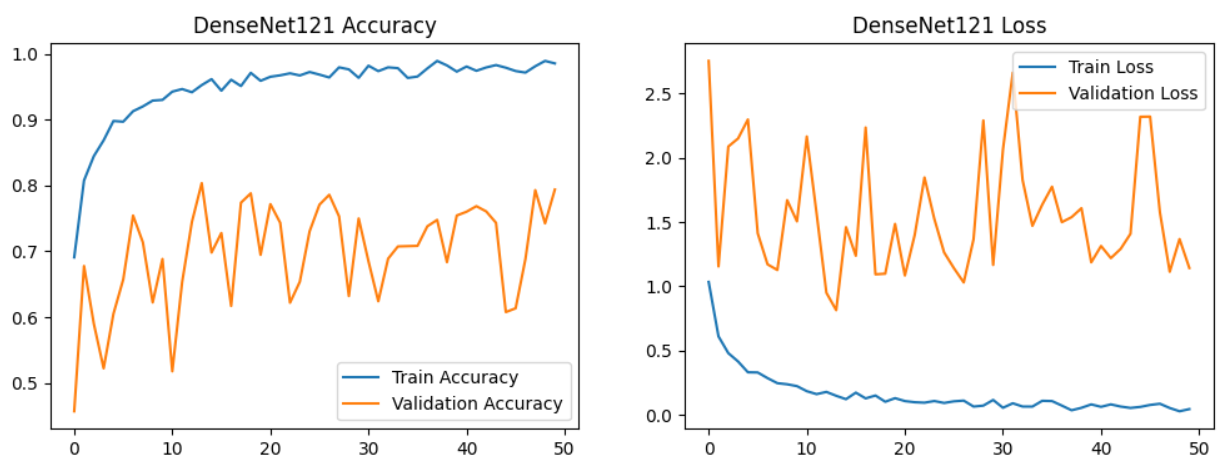 DenseNet121 Accuracy
1.0
0.9
0.8
0.7
0.6
0.5
Train Accuracy
Validation Accuracy
0 10 20 30 40 50
DenseNet121 Loss
Train Loss
Validation Loss
2.5
2.0
1.5
1.0
0.5
0.0
0 10 20 30 40 50